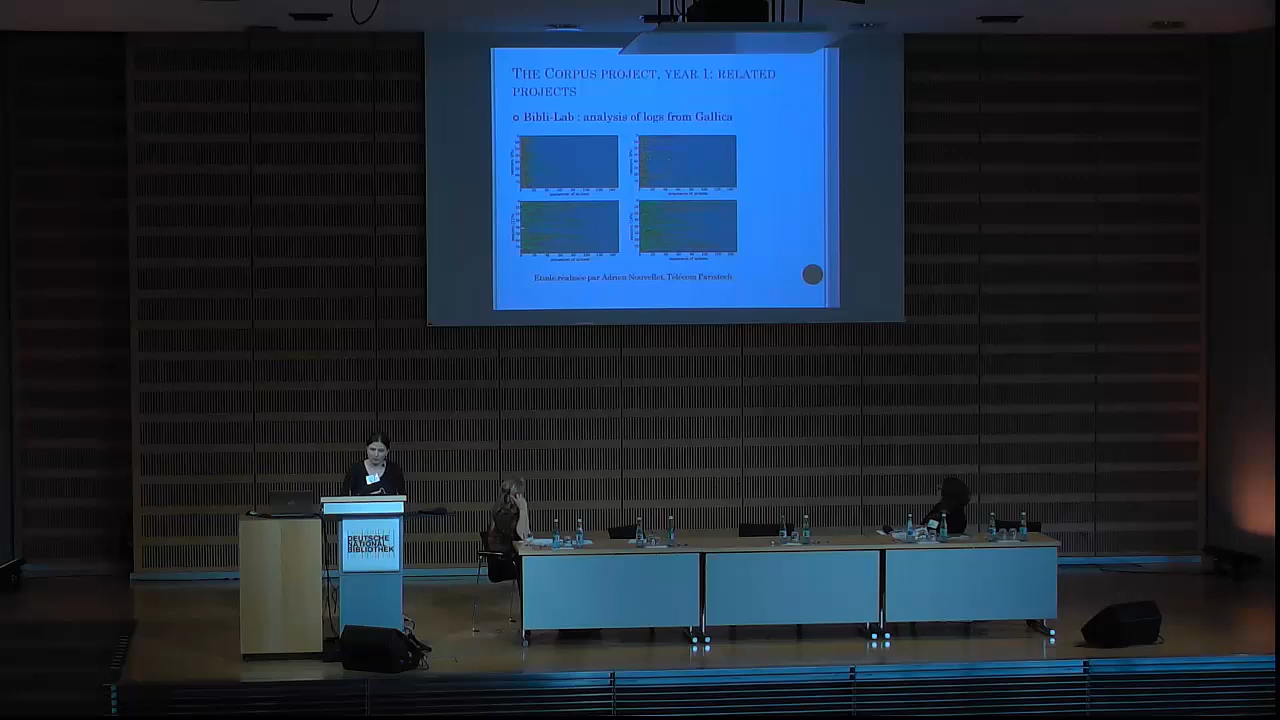 THE CORPUS PROJECT, YEAR 1: RELATED
PROJECTS
Bibli-Lab : analysis of logs from Gallica
Etude réalisée par Adrien Nouvellet, Télécom Paristech
DEUTSCHE
NATIONAL
BIBLIOTHEK